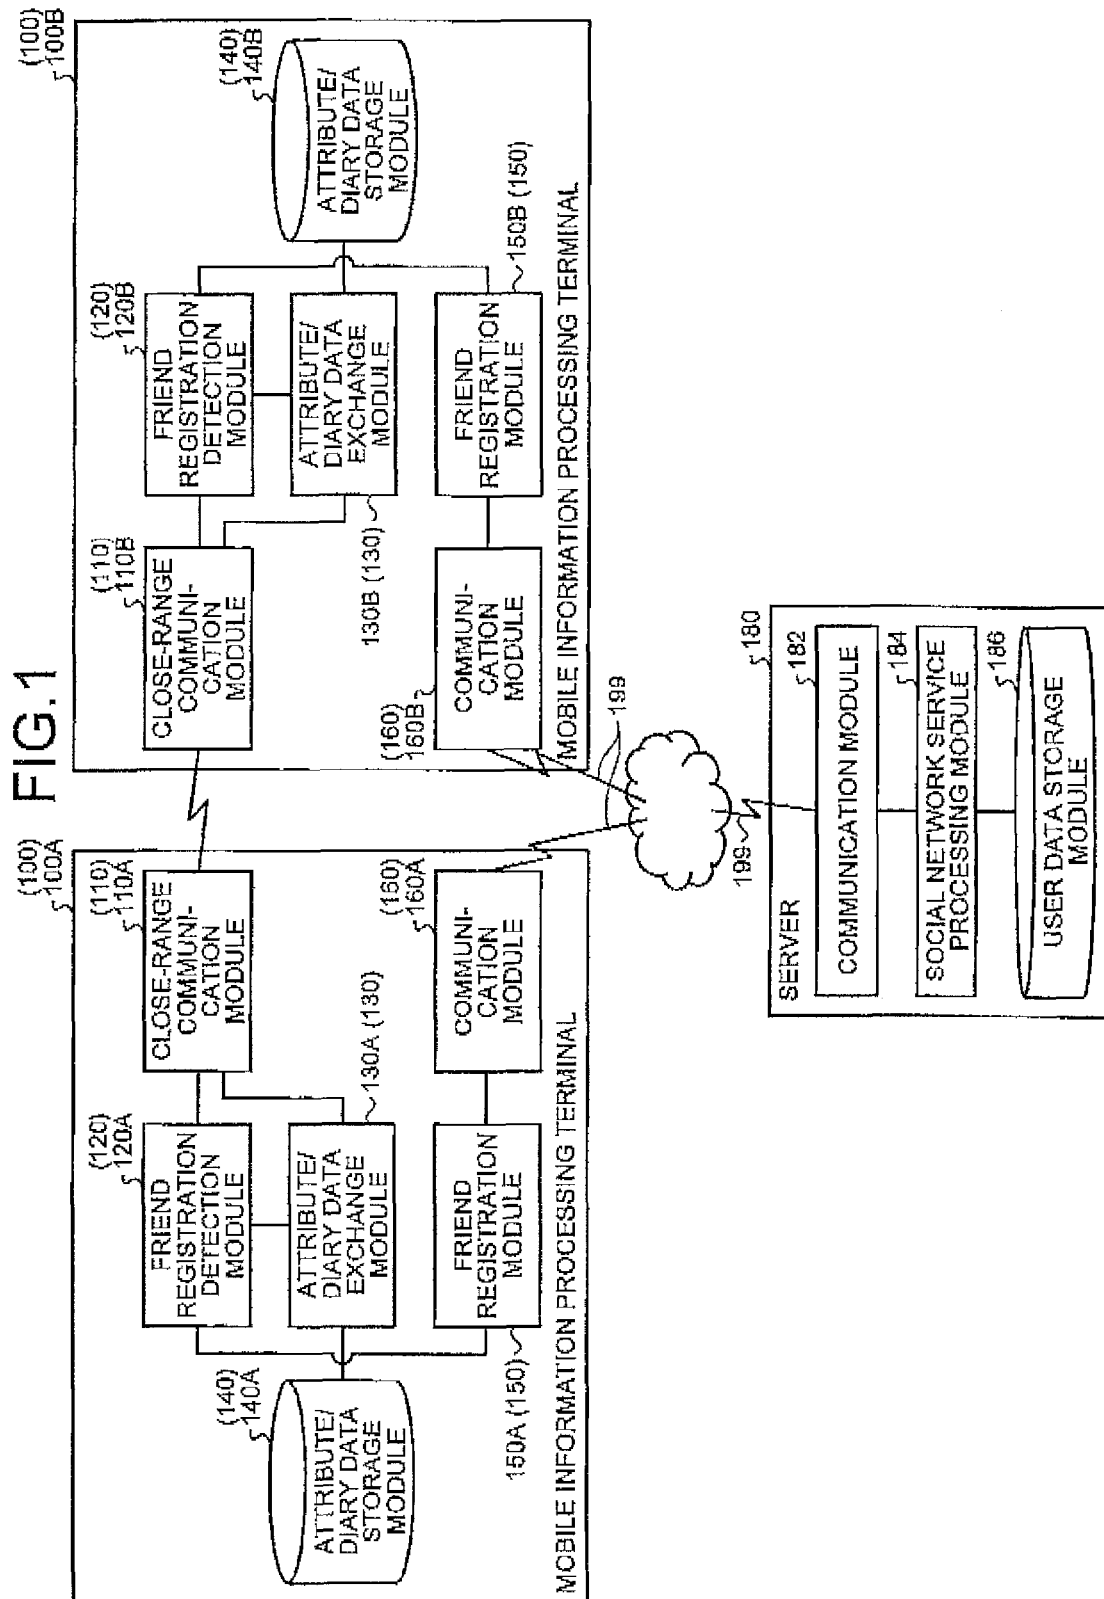 FIG.1
(100)
100A
(140)
140A
ATTRIBUTE/
DIARY DATA
STORAGE
MODULE
(120)
120A
FRIEND
REGISTRATION
DETECTION
MODULE
ATTRIBUTE/
DIARY DATA
EXCHANGE
MODULE
130A (130)
FRIEND
REGISTRATION
MODULE
150A (150)
(110)
110A
CLOSE-RANGE
COMMUNI-
CATION
MODULE
(160)
160A
COMMUNI-
CATION
MODULE
MOBILE INFORMATION PROCESSING TERMINAL
(100)
100B
(110)
110B
CLOSE-RANGE
COMMUNI-
CATION
MODULE
(160)
160B
COMMUNI-
CATION
MODULE
(120)
120B
FRIEND
REGISTRATION
DETECTION
MODULE
ATTRIBUTE/
DIARY DATA
EXCHANGE
MODULE
130B (130)
FRIEND
REGISTRATION
MODULE
150B (150)
(140)
140B
ATTRIBUTE/
DIARY DATA
STORAGE
MODULE
MOBILE INFORMATION PROCESSING TERMINAL
199
199
180
SERVER
182
COMMUNICATION MODULE
184
SOCIAL NETWORK SERVICE
PROCESSING MODULE
186
USER DATA STORAGE
MODULE